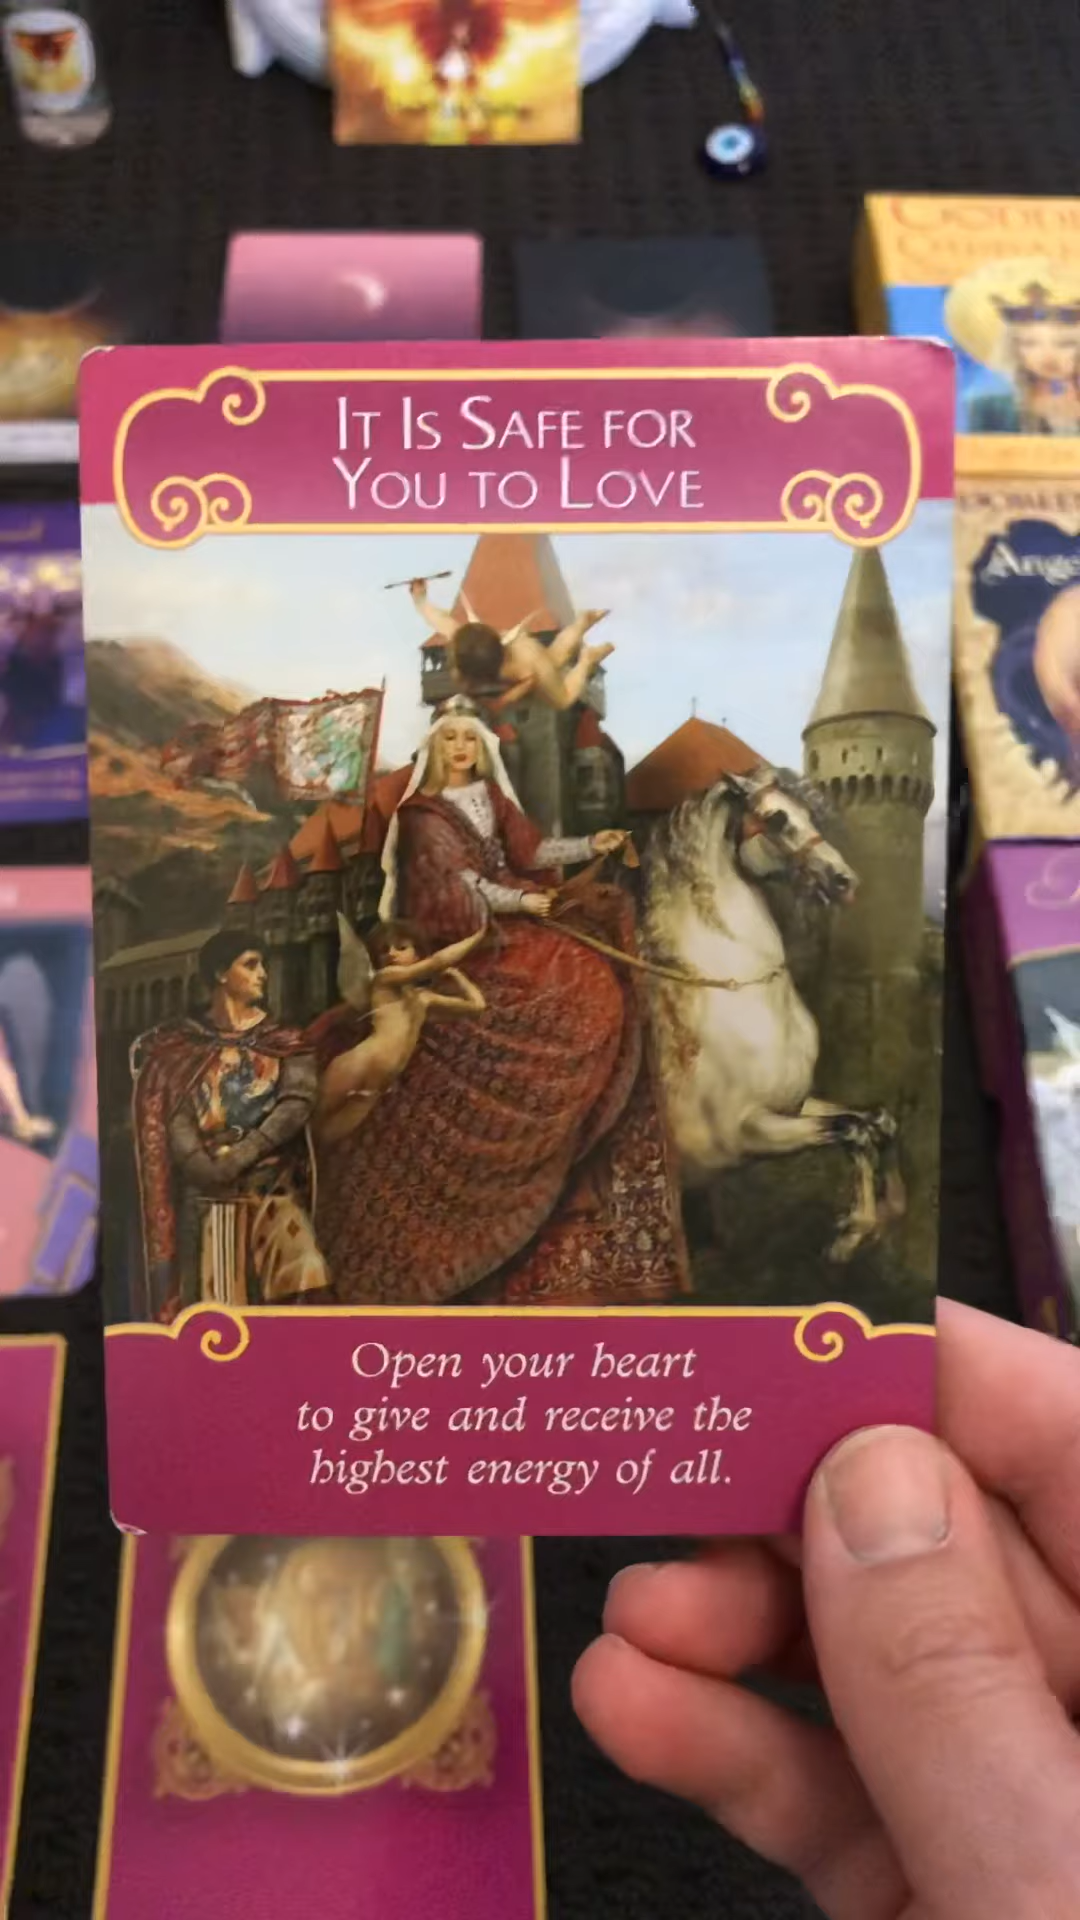 It Is Safe for
You to Love
Open your heart
to give and receive the
highest energy of all.